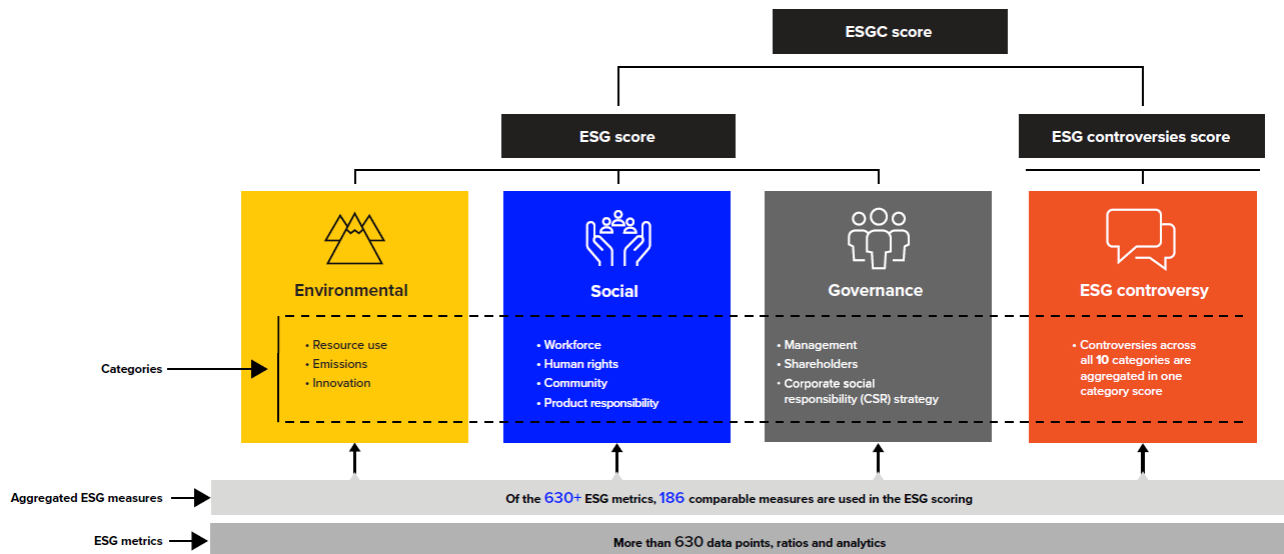 ESGC score
ESG score
ESG controversies score
Environmental
Social
Governance
ESG controversy
Categories
• Resource use
• Emissions
• Innovation
• Workforce
• Human rights
• Community
• Product responsibility
• Management
• Shareholders
• Corporate social
responsibility (CSR) strategy
• Controversies across
all 10 categories are
aggregated in one
category score
Aggregated ESG measures
Of the 630+ ESG metrics, 186 comparable measures are used in the ESG scoring
ESG metrics
More than 630 data points, ratios and analytics